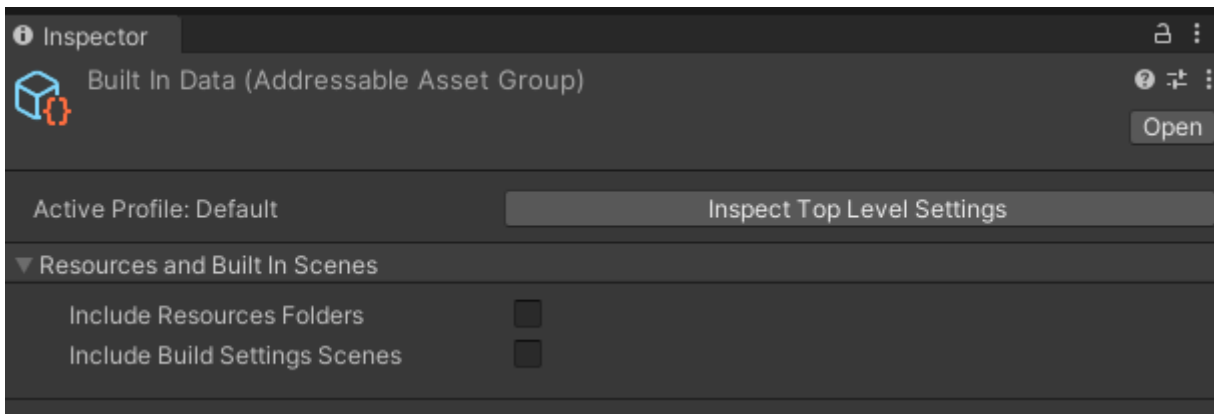 Inspector
Built In Data (Addressable Asset Group)
Open
Active Profile: Default
Inspect Top Level Settings
Resources and Built In Scenes
Include Resources Folders
Include Build Settings Scenes